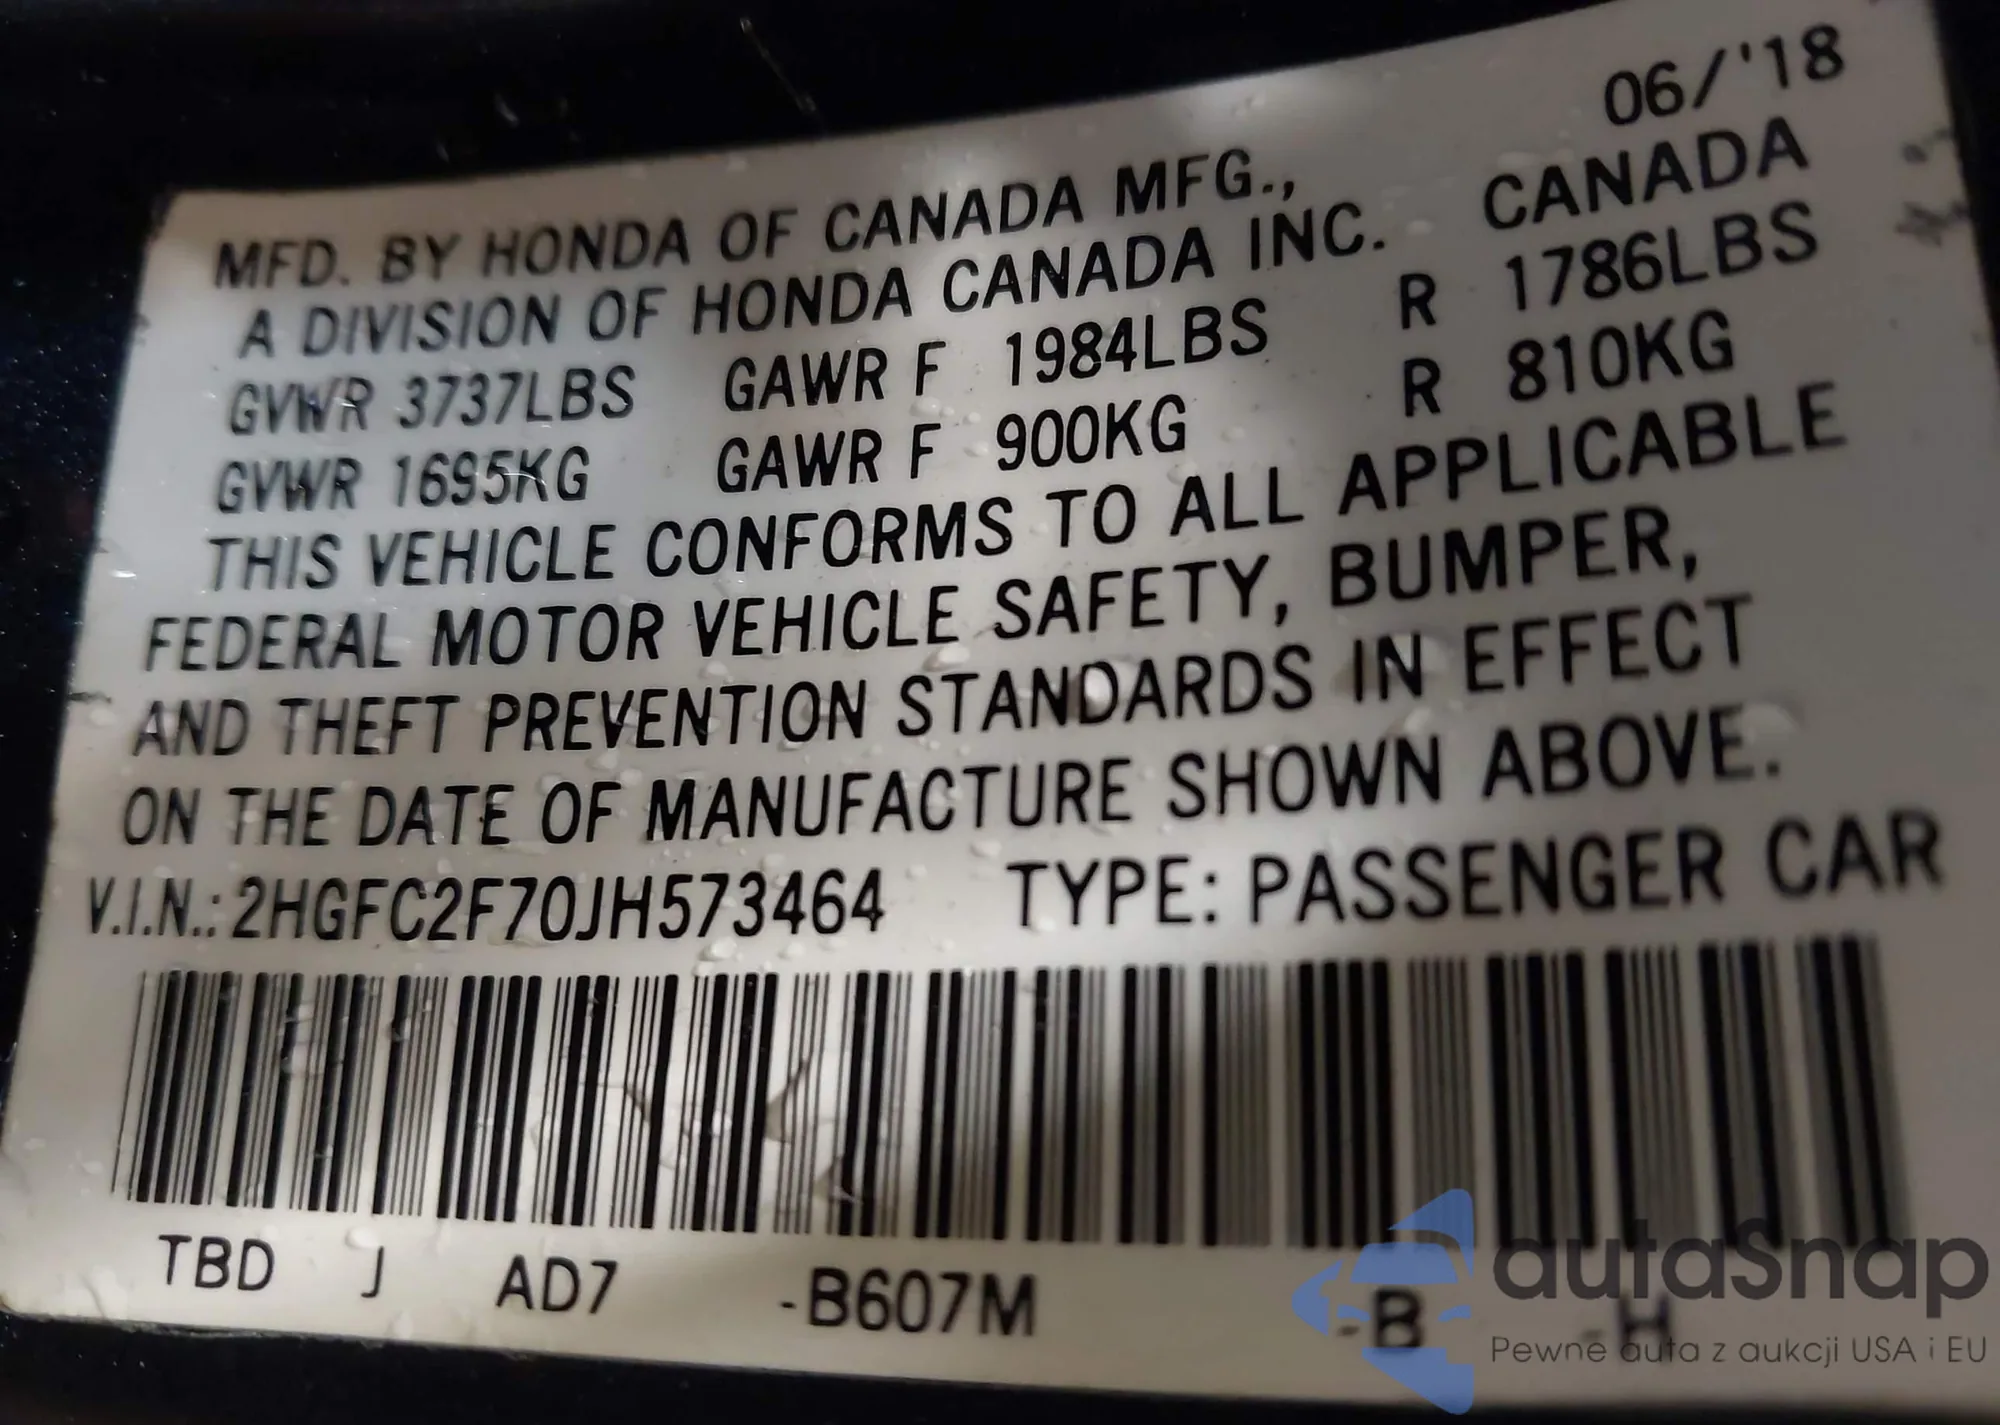 06/'18
MFD. BY HONDA OF CANADA MFG.,
A DIVISION OF HONDA CANADA INC. CANADA
GVWR 3737LBS GAWR F 1984LBS R 1786LBS
GVWR 1695KG GAWR F 900KG R 810KG
THIS VEHICLE CONFORMS TO ALL APPLICABLE
FEDERAL MOTOR VEHICLE SAFETY, BUMPER,
AND THEFT PREVENTION STANDARDS IN EFFECT
ON THE DATE OF MANUFACTURE SHOWN ABOVE.
V.I.N.: 2HGFC2F70JH573464 TYPE: PASSENGER CAR
TBD J AD7 -B607M -B -H
autaSnap
Pewne auta z aukcji USA i EU